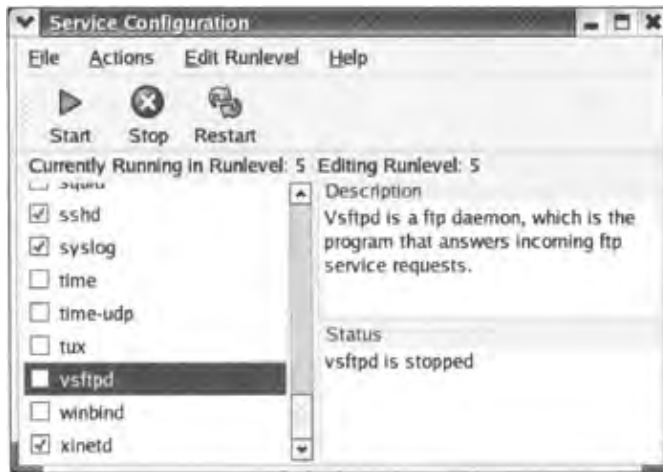 Service Configuration
File Actions Edit Runlevel Help
Start Stop Restart
Currently Running in Runlevel: 5 Editing Runlevel: 5
squid
sshd
syslog
time
time-udp
tux
vsftpd
winbind
xinetd
Description
Vsftpd is a ftp daemon, which is the
program that answers incoming ftp
service requests.
Status
vsftpd is stopped